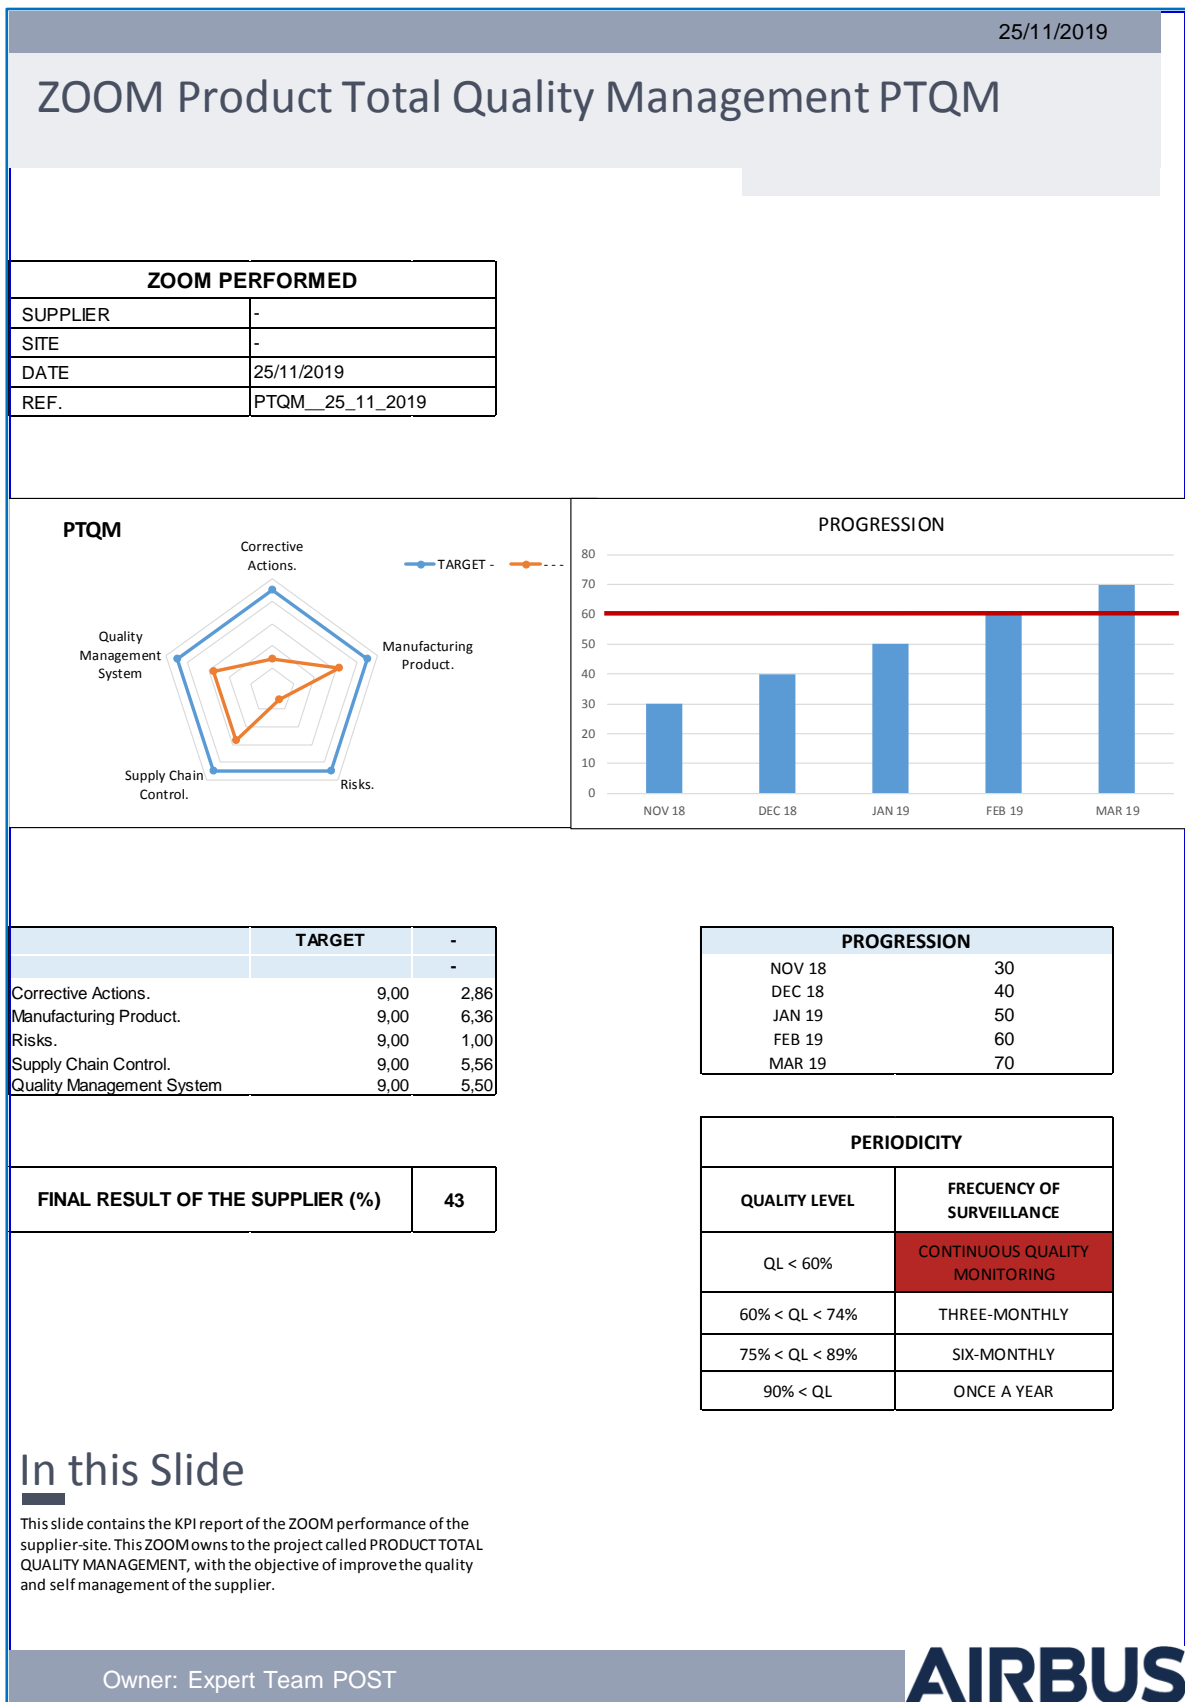 25/11/2019
ZOOM Product Total Quality Management PTQM
ZOOM PERFORMED
SUPPLIER -
SITE -
DATE 25/11/2019
REF. PTQM__25_11_2019
PTQM
Corrective
Actions.
TARGET - - - -
Quality
Management
System
Manufacturing
Product.
Supply Chain
Control.
Risks.
PROGRESSION
80
70
60
50
40
30
20
10
0
NOV 18 DEC 18 JAN 19 FEB 19 MAR 19
TARGET -
-
Corrective Actions. 9,00 2,86
Manufacturing Product. 9,00 6,36
Risks. 9,00 1,00
Supply Chain Control. 9,00 5,56
Quality Management System 9,00 5,50
PROGRESSION
NOV 18 30
DEC 18 40
JAN 19 50
FEB 19 60
MAR 19 70
FINAL RESULT OF THE SUPPLIER (%) 43
PERIODICITY
QUALITY LEVEL
FRECUENCY OF
SURVEILLANCE
QL < 60%
CONTINUOUS QUALITY
MONITORING
60% < QL < 74% THREE-MONTHLY
75% < QL < 89% SIX-MONTHLY
90% < QL ONCE A YEAR
In this Slide
This slide contains the KPI report of the ZOOM performance of the
supplier-site. This ZOOM owns to the project called PRODUCT TOTAL
QUALITY MANAGEMENT, with the objective of improve the quality
and self management of the supplier.
Owner: Expert Team POST
AIRBUS